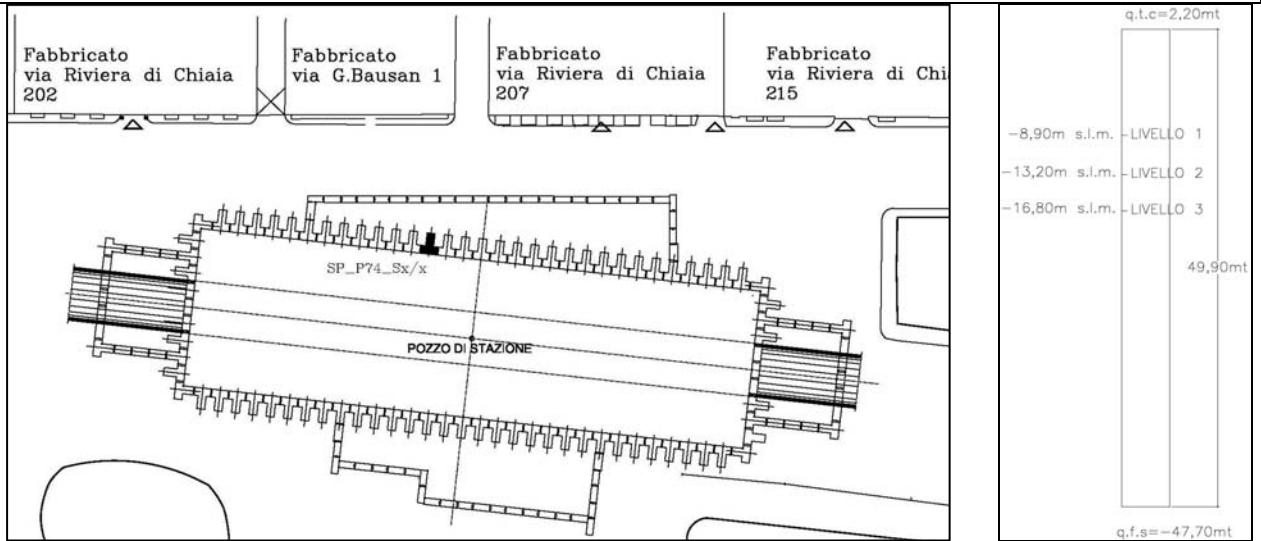 Fabbricato
via Riviera di Chiaia
202
Fabbricato
via G.Bausan 1
Fabbricato
via Riviera di Chiaia
207
Fabbricato
via Riviera di Chi
215
SP_P74_Sx/x
POZZO DI STAZIONE
q.t.c=2,20mt
-8,90m s.l.m. LIVELLO 1
-13,20m s.l.m. LIVELLO 2
-16,80m s.l.m. LIVELLO 3
49,90mt
q.f.s=-47,70mt